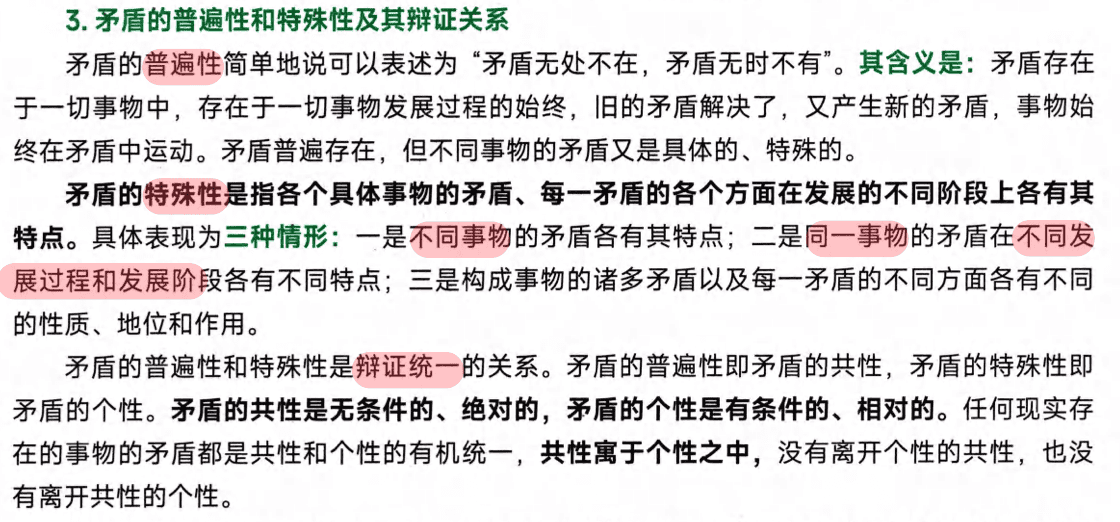 3. 矛盾的普遍性和特殊性及其辩证关系
矛盾的普遍性简单地说可以表述为“矛盾无处不在，矛盾无时不有”。其含义是：矛盾存在
于一切事物中，存在于一切事物发展过程的始终，旧的矛盾解决了，又产生新的矛盾，事物始
终在矛盾中运动。矛盾普遍存在，但不同事物的矛盾又是具体的、特殊的。
矛盾的特殊性是指各个具体事物的矛盾、每一矛盾的各个方面在发展的不同阶段上各有其
特点。具体表现为三种情形：一是不同事物的矛盾各有其特点；二是同一事物的矛盾在不同发
展过程和发展阶段各有不同特点；三是构成事物的诸多矛盾以及每一矛盾的不同方面各有不同
的性质、地位和作用。
矛盾的普遍性和特殊性是辩证统一的关系。矛盾的普遍性即矛盾的共性，矛盾的特殊性即
矛盾的个性。矛盾的共性是无条件的、绝对的，矛盾的个性是有条件的、相对的。任何现实存
在的事物的矛盾都是共性和个性的有机统一，共性寓于个性之中，没有离开个性的共性，也没
有离开共性的个性。